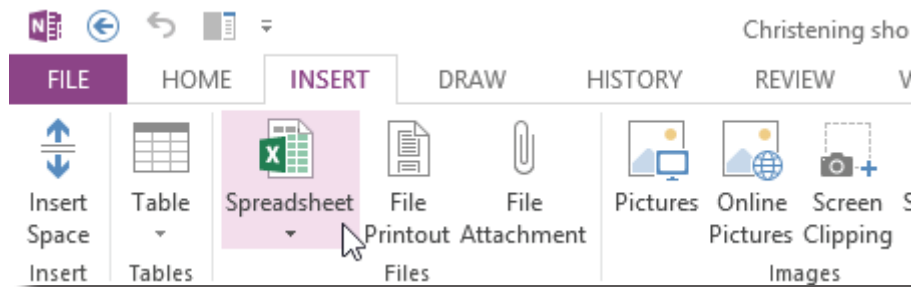 Christening sho
FILE HOME INSERT DRAW HISTORY REVIEW V
Insert Table Spreadsheet File File Pictures Online Screen S
Space Printout Attachment Pictures Clipping
Insert Tables Files Images